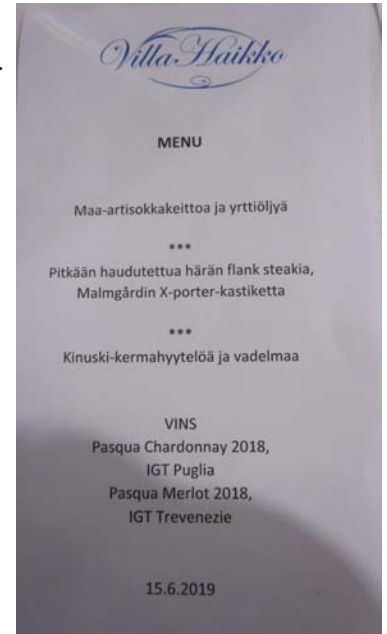 Villa Haikko
MENU
Maa-artisokkakeittoa ja yrttiöljyä
***
Pitkään haudutettua härän flank steakia,
Malmgårdin X-porter-kastiketta
***
Kinuski-kermahyytelöä ja vadelmaa
VINS
Pasqua Chardonnay 2018,
IGT Puglia
Pasqua Merlot 2018,
IGT Trevenezie
15.6.2019